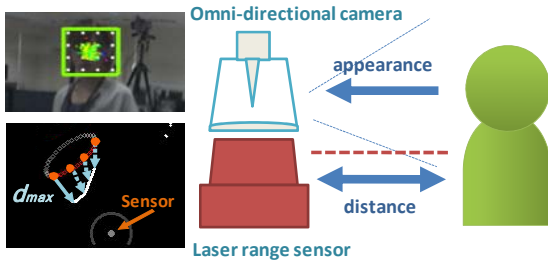 Omni-directional camera
appearance
dmax
Sensor
distance
Laser range sensor